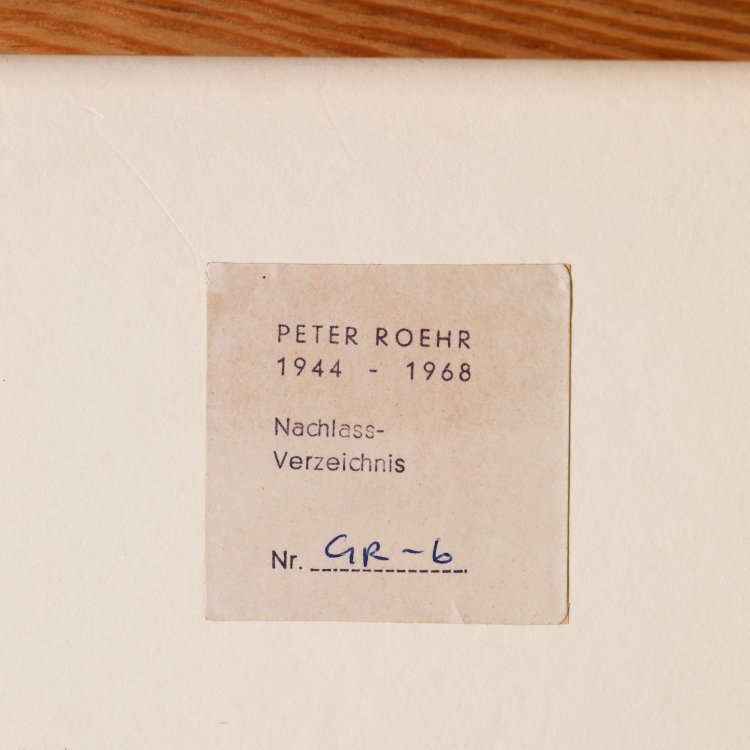 PETER ROEHR
1944 - 1968
Nachlass-
Verzeichnis
Nr. GR-6